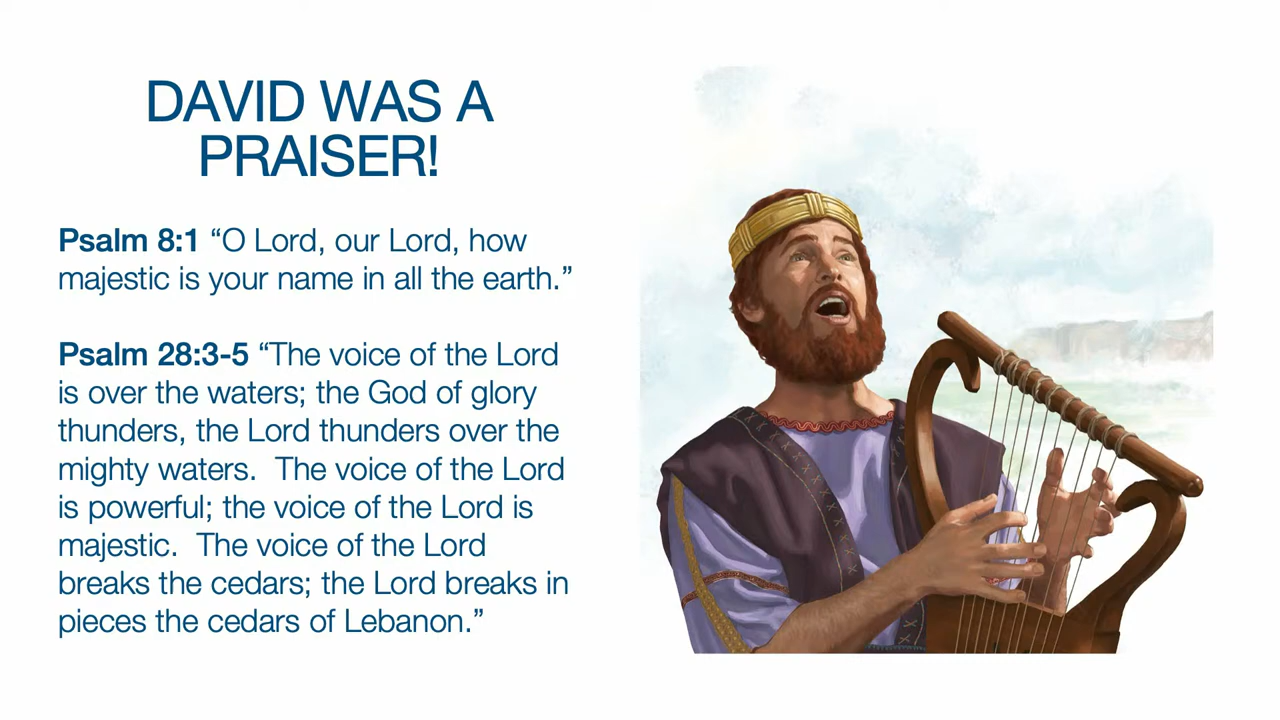 DAVID WAS A
PRAISER!
Psalm 8:1 “O Lord, our Lord, how
majestic is your name in all the earth.”
Psalm 28:3-5 “The voice of the Lord
is over the waters; the God of glory
thunders, the Lord thunders over the
mighty waters.  The voice of the Lord
is powerful; the voice of the Lord is
majestic.  The voice of the Lord
breaks the cedars; the Lord breaks in
pieces the cedars of Lebanon.”